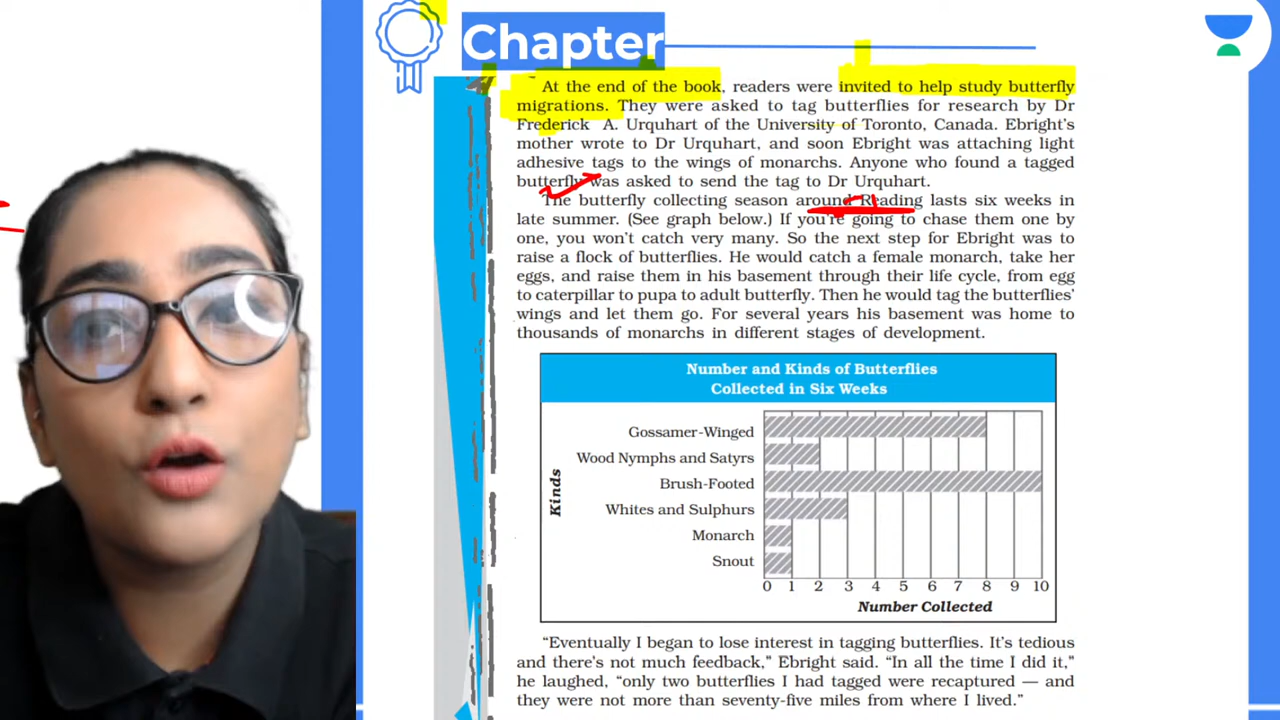 Chapter
At the end of the book, readers were invited to help study butterfly
migrations. They were asked to tag butterflies for research by Dr
Frederick A. Urquhart of the University of Toronto, Canada. Ebright's
mother wrote to Dr Urquhart, and soon Ebright was attaching light
adhesive tags to the wings of monarchs. Anyone who found a tagged
butterfly was asked to send the tag to Dr Urquhart.
The butterfly collecting season around Reading lasts six weeks in
late summer. (See graph below.) If you're going to chase them one by
one, you won't catch very many. So the next step for Ebright was to
raise a flock of butterflies. He would catch a female monarch, take her
eggs, and raise them in his basement through their life cycle, from egg
to caterpillar to pupa to adult butterfly. Then he would tag the butterflies'
wings and let them go. For several years his basement was home to
thousands of monarchs in different stages of development.
Number and Kinds of Butterflies
Collected in Six Weeks
Kinds
Gossamer-Winged
Wood Nymphs and Satyrs
Brush-Footed
Whites and Sulphurs
Monarch
Snout
0 1 2 3 4 5 6 7 8 9 10
Number Collected
“Eventually I began to lose interest in tagging butterflies. It's tedious
and there's not much feedback,” Ebright said. “In all the time I did it,”
he laughed, “only two butterflies I had tagged were recaptured — and
they were not more than seventy-five miles from where I lived.”